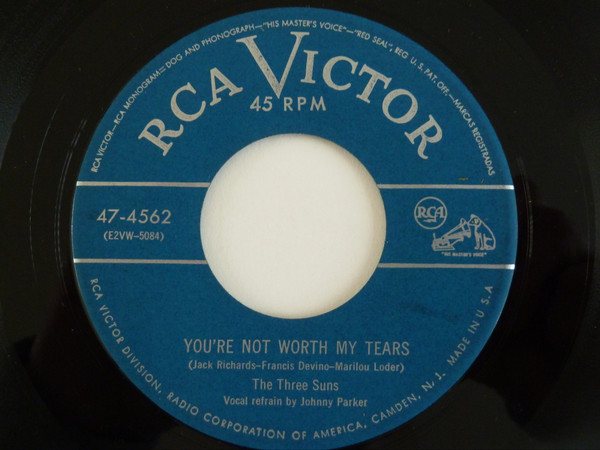 RCA VICTOR—RCA MONOGRAM—DOG AND PHONOGRAPH—"HIS MASTER'S VOICE"—"RED SEAL", REG. U.S. PAT. OFF.—MARCAS REGISTRADAS
RCA VICTOR
45 RPM
47-4562
(E2VW-5084)
RCA
"HIS MASTER'S VOICE"
YOU'RE NOT WORTH MY TEARS
(Jack Richards-Francis Devino-Marilou Loder)
The Three Suns
Vocal refrain by Johnny Parker
RCA VICTOR DIVISION, RADIO CORPORATION OF AMERICA, CAMDEN, N. J. MADE IN U.S.A